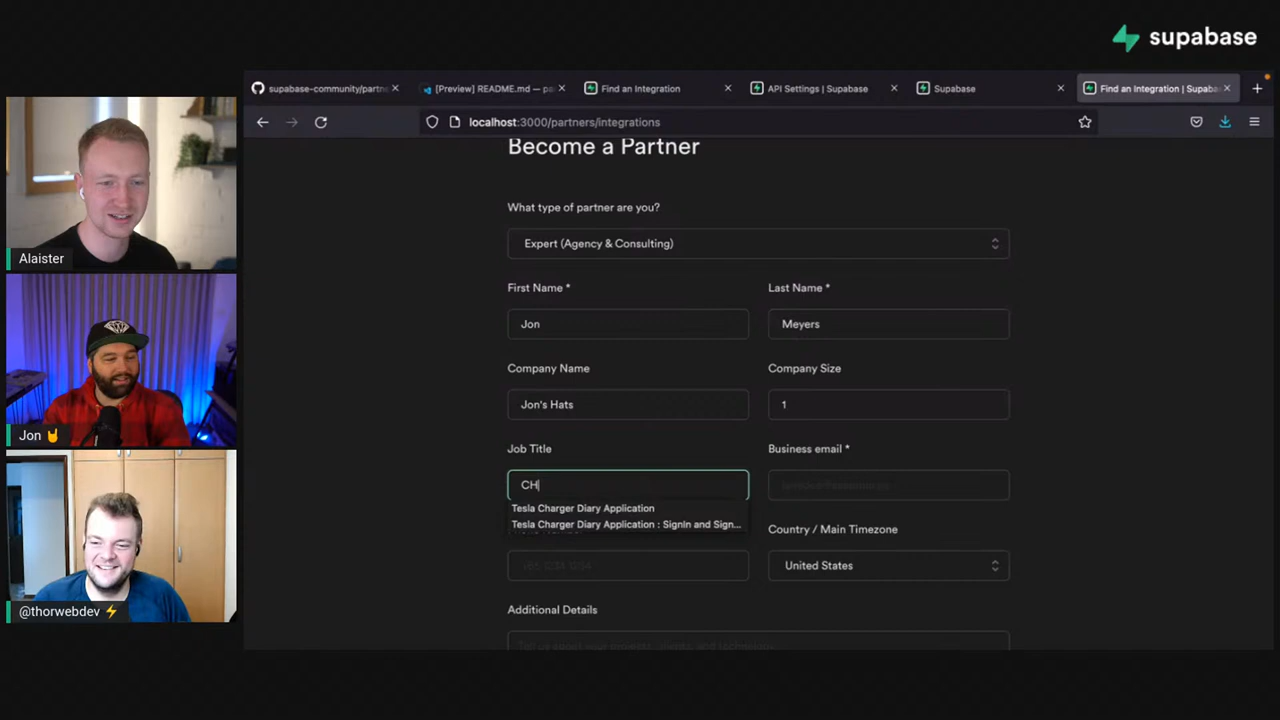 supabase
supabase-community/partne
[Preview] README.md — pa
Find an Integration
API Settings | Supabase
Supabase
Find an Integration | Supaba
localhost:3000/partners/integrations
Become a Partner
What type of partner are you?
Expert (Agency & Consulting)
First Name *
Last Name *
Jon
Meyers
Company Name
Company Size
Jon's Hats
1
Job Title
Business email *
CH
Tesla Charger Diary Application
Tesla Charger Diary Application : SignIn and Sign...
Country / Main Timezone
United States
Additional Details
Alaister
Jon 🤘
@thorwebdev ⚡